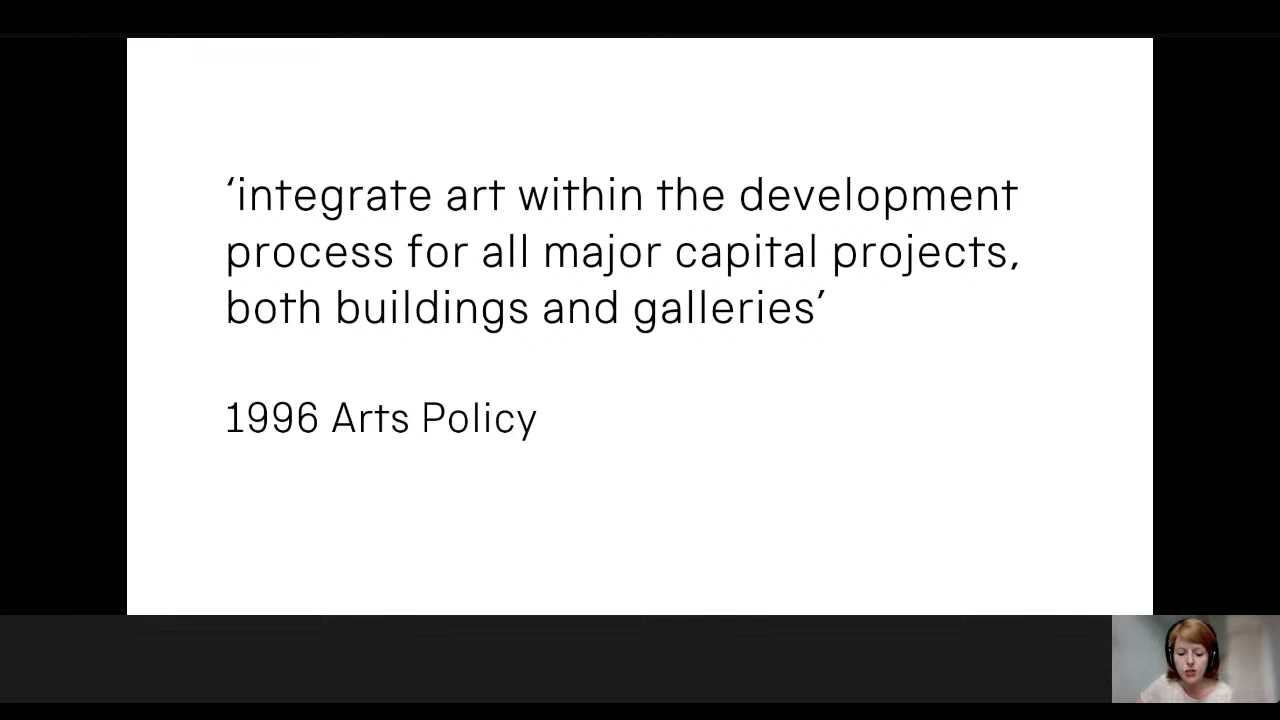 ‘integrate art within the development
process for all major capital projects,
both buildings and galleries’
1996 Arts Policy